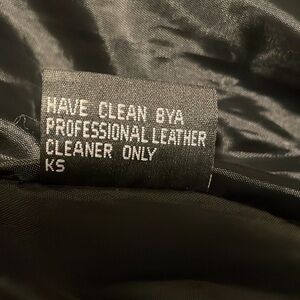 HAVE CLEAN BYA
PROFESSIONAL LEATHER
CLEANER ONLY
KS